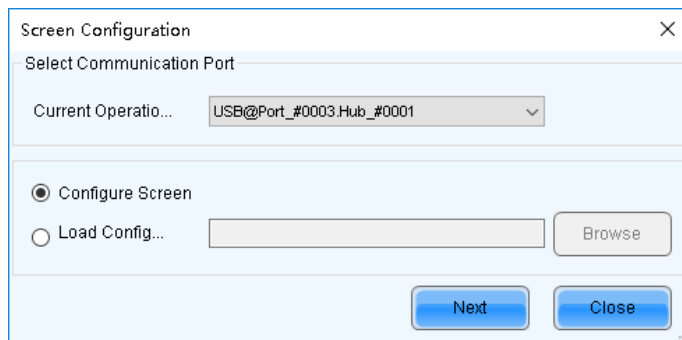 Screen Configuration
Select Communication Port
Current Operatio... USB@Port_#0003.Hub_#0001
Configure Screen
Load Config... Browse
Next Close